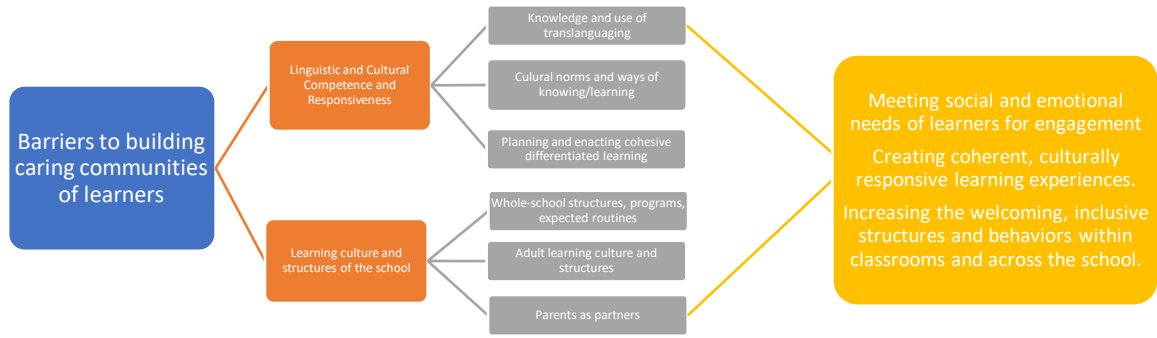 Barriers to building
caring communities
of learners
Linguistic and Cultural
Competence and
Responsiveness
Learning culture and
structures of the school
Knowledge and use of
translanguaging
Culural norms and ways of
knowing/learning
Planning and enacting cohesive
differentiated learning
Whole-school structures, programs,
expected routines
Adult learning culture and
structures
Parents as partners
Meeting social and emotional
needs of learners for engagement
Creating coherent, culturally
responsive learning experiences.
Increasing the welcoming, inclusive
structures and behaviors within
classrooms and across the school.